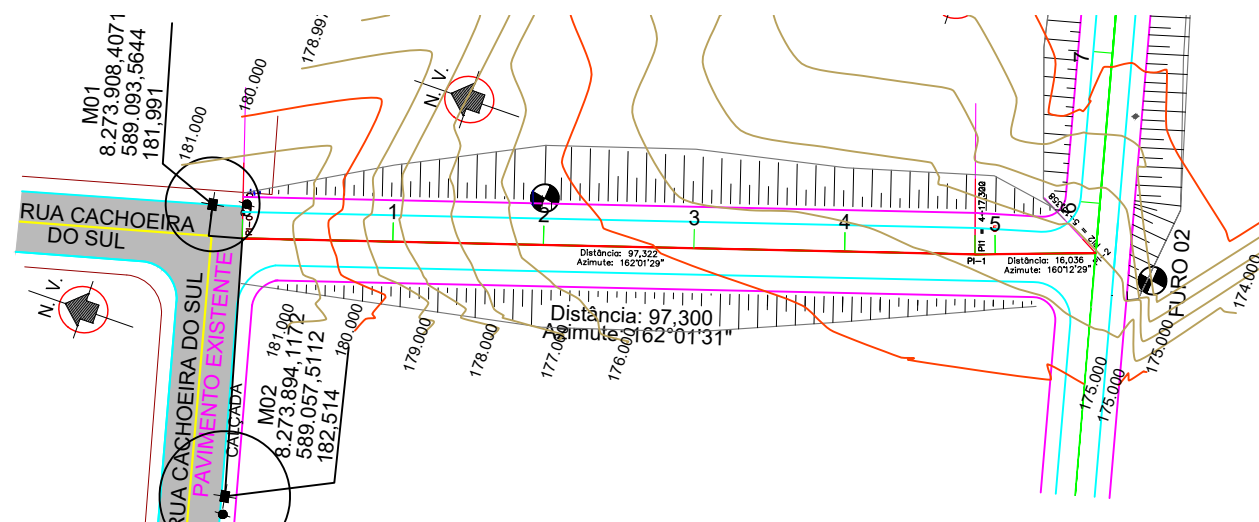 M01
8.273.908,4071
589.093,5644
181,991
181.000
180.000
178.997
N. V.
RUA CACHOEIRA
DO SUL
1
2
3
4
5
6
7
Distância: 97,322
Azimute: 162°01'29"
PI-1
Distância: 16,036
Azimute: 160°12'29"
FURO 02
N. V.
RUA CACHOEIRA DO SUL
PAVIMENTO EXISTENTE
CALÇADA
M02
8.273.894,1172
589.057,5112
182,514
181.000
180.000
179.000
178.000
177.000
176.000
Distância: 97,300
Azimute: 162°01'31"
175.000
175.000
175.000
174.000